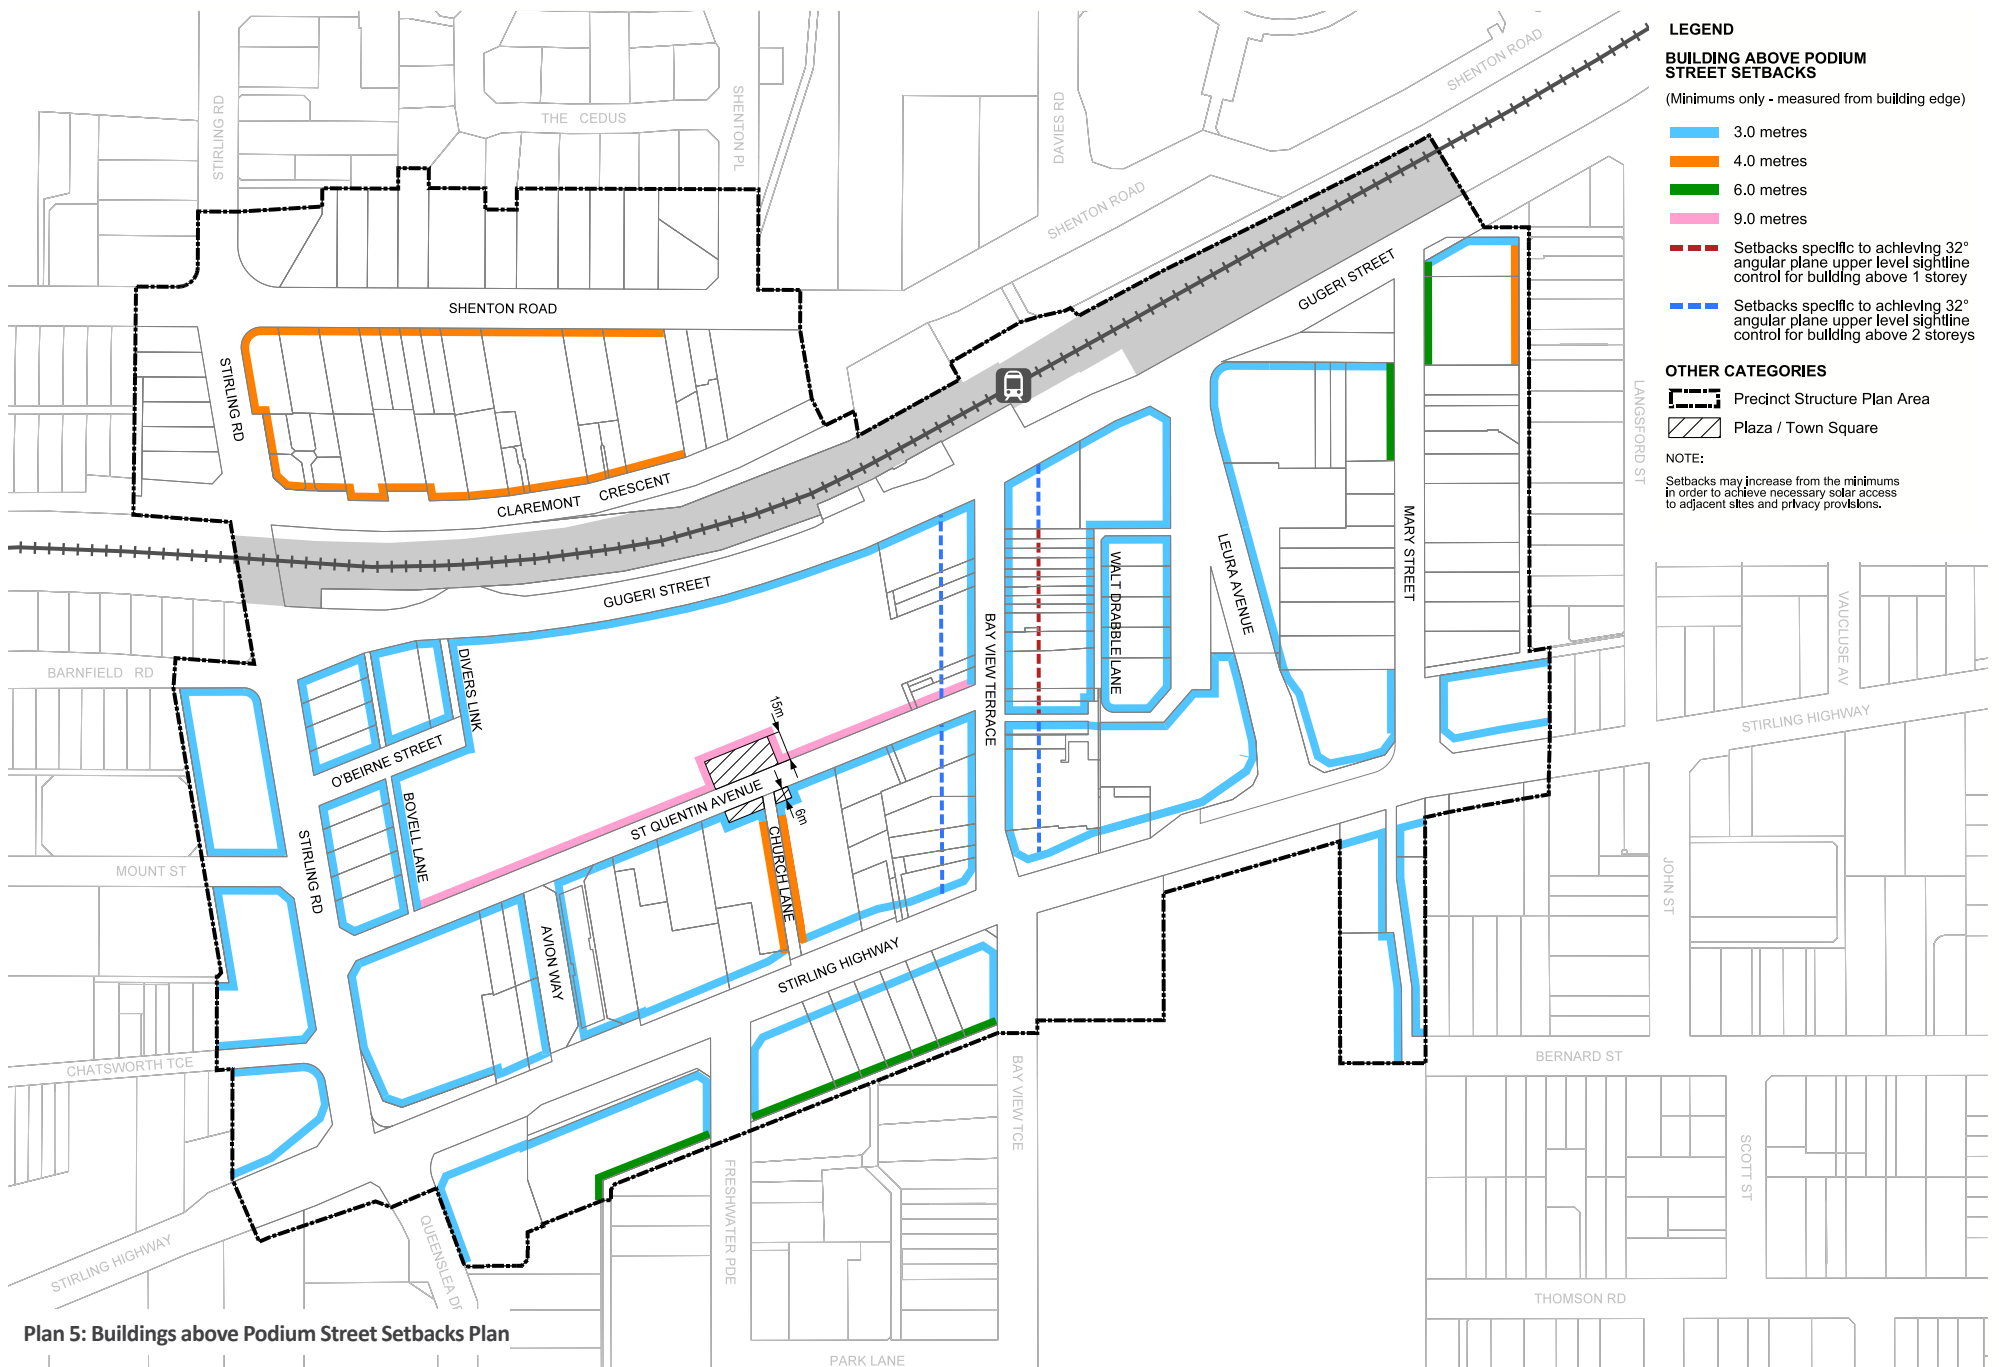 LEGEND
BUILDING ABOVE PODIUM
STREET SETBACKS
(Minimums only - measured from building edge)
3.0 metres
4.0 metres
6.0 metres
9.0 metres
Setbacks specific to achieving 32°
angular plane upper level sightline
control for building above 1 storey
Setbacks specific to achieving 32°
angular plane upper level sightline
control for building above 2 storeys
OTHER CATEGORIES
Precinct Structure Plan Area
Plaza / Town Square
NOTE:
Setbacks may increase from the minimums
in order to achieve necessary solar access
to adjacent sites and privacy provisions.
STIRLING RD
THE CEDUS
SHENTON PL
DAVIES RD
SHENTON ROAD
SHENTON ROAD
SHENTON ROAD
GUGERI STREET
STIRLING RD
LANGSFORD ST
CLAREMONT CRESCENT
MARY STREET
LEURA AVENUE
WALT DRABBLE LANE
GUGERI STREET
BAY VIEW TERRACE
VAUCLUSE AV
BARNFIELD RD
DIVERS LINK
STIRLING HIGHWAY
15m
O'BEIRNE STREET
ST QUENTIN AVENUE
6m
BOVELL LANE
CHURCH LANE
STIRLING RD
MOUNT ST
JOHN ST
AVION WAY
STIRLING HIGHWAY
CHATSWORTH TCE
BERNARD ST
BAY VIEW TCE
SCOTT ST
FRESHWATER PDE
QUEENSLEA DR
STIRLING HIGHWAY
THOMSON RD
Plan 5: Buildings above Podium Street Setbacks Plan
PARK LANE